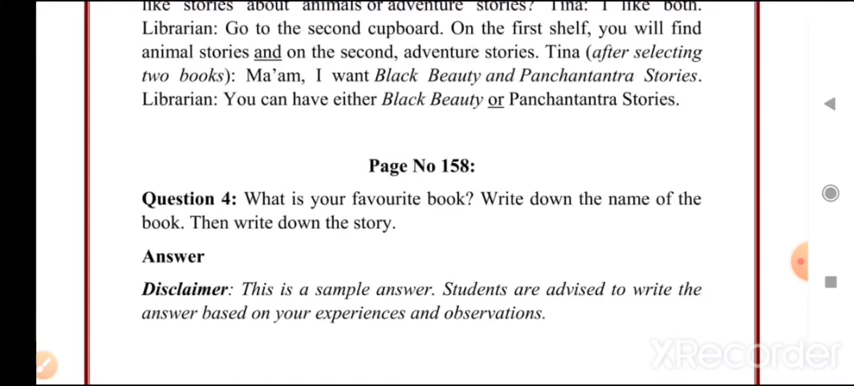 like stories about animals or adventure stories? Tina: I like both.
Librarian: Go to the second cupboard. On the first shelf, you will find
animal stories and on the second, adventure stories. Tina (after selecting
two books): Ma’am, I want Black Beauty and Panchantantra Stories.
Librarian: You can have either Black Beauty or Panchantantra Stories.
Page No 158:
Question 4: What is your favourite book? Write down the name of the
book. Then write down the story.
Answer
Disclaimer: This is a sample answer. Students are advised to write the
answer based on your experiences and observations.
XRecorder